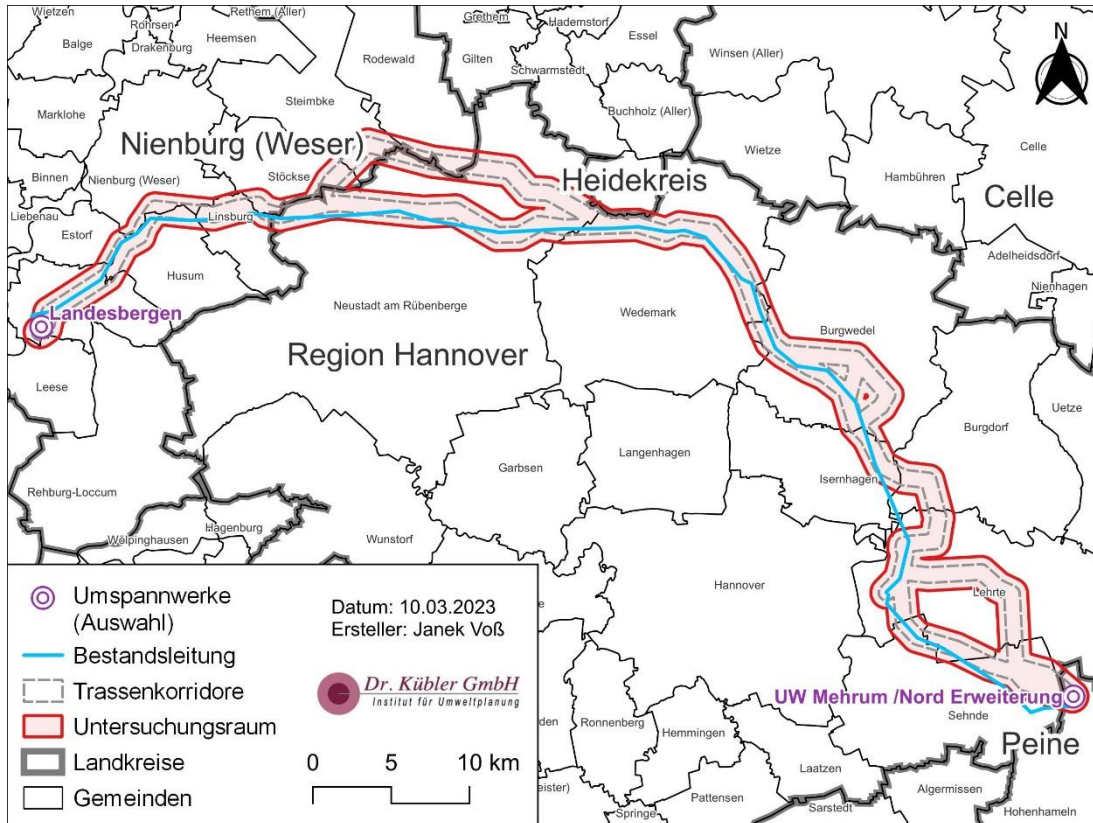 Wietzen
Rohrsen
Rethem (Aller)
Grethem
Hademstorf
Drakenburg
Heemsen
Balge
Essel
Winsen (Aller)
N
Rodewald
Gilten
Schwarmstedt
Steimbke
Marklohe
Buchholz (Aller)
Nienburg (Weser)
Wietze
Celle
Binnen
Nienburg (Weser)
Stöckse
Heidekreis
Hambühren
Celle
Liebenau
Linsburg
Estorf
Adelheidsdorf
Husum
Nienhagen
Landesbergen
Neustadt am Rübenberge
Wedemark
Burgwedel
Region Hannover
Leese
Uetze
Burgdorf
Garbsen
Langenhagen
Isernhagen
Rehburg-Loccum
Hagenburg
Wölpinghausen
Wunstorf
Hannover
Lehrte
UW Mehrum /Nord Erweiterung
Sehnde
Peine
Ronnenberg
Hemmingen
Laatzen
Algermissen
Pattensen
Sarstedt
Springe
Hohenhameln
Umspannwerke
(Auswahl)
Bestandsleitung
Trassenkorridore
Untersuchungsraum
Landkreise
Gemeinden
Datum: 10.03.2023
Ersteller: Janek Voß
Dr. Kübler GmbH
Institut für Umweltplanung
0 5 10 km